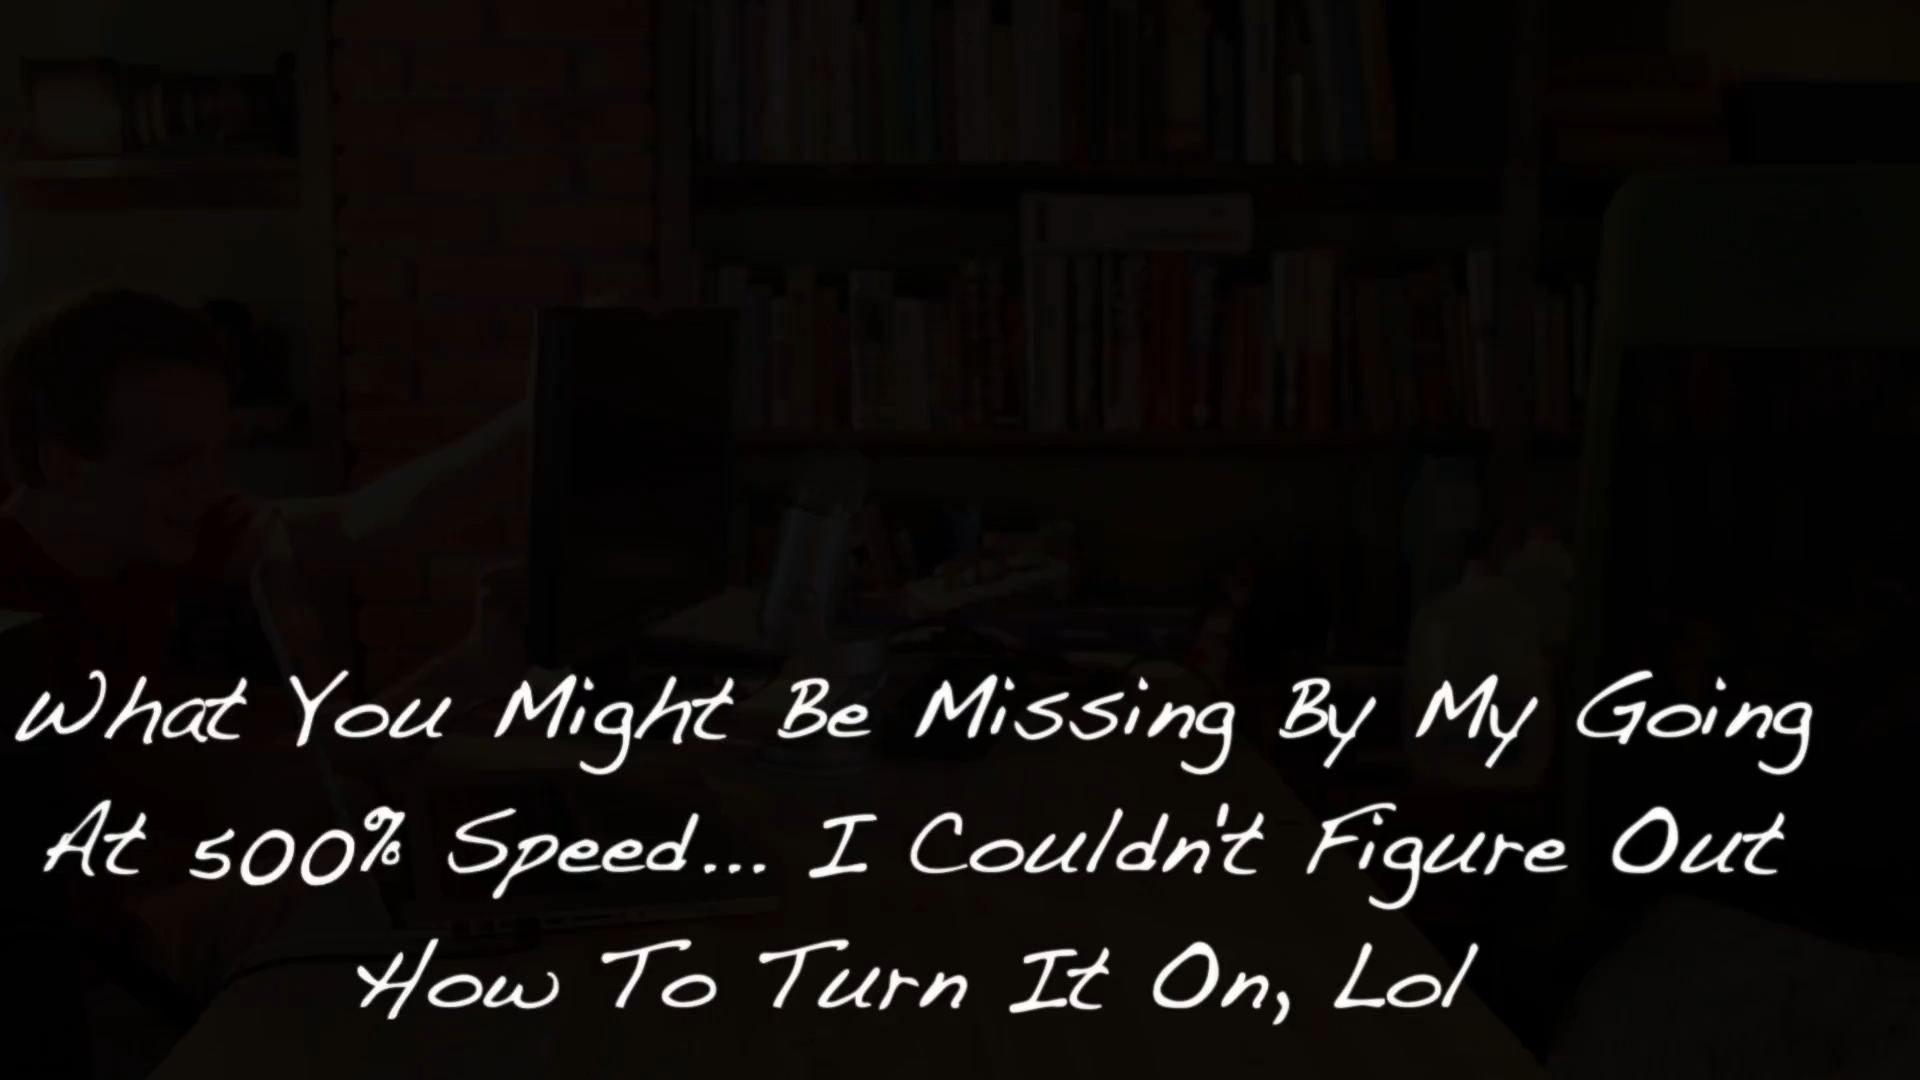 What You Might Be Missing By My Going
At 500% Speed... I Couldn't Figure Out
How To Turn It On, Lol